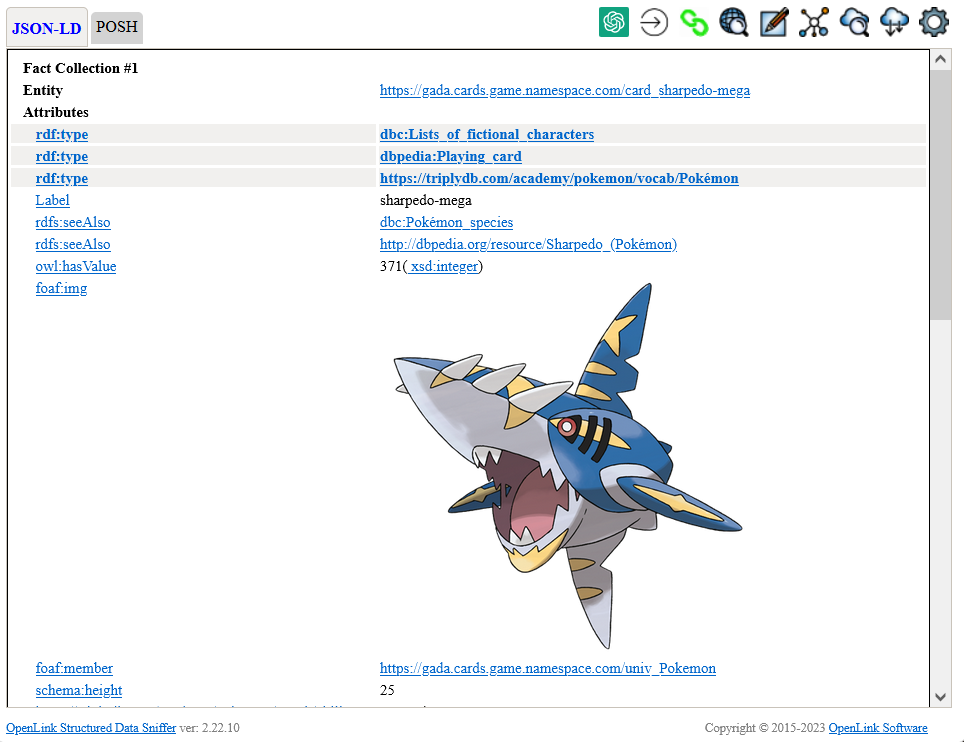 JSON-LD POSH
Fact Collection #1
Entity https://gada.cards.game.namespace.com/card_sharpedo-mega
Attributes
rdf:type dbc:Lists_of_fictional_characters
rdf:type dbpedia:Playing_card
rdf:type https://triplydb.com/academy/pokemon/vocab/Pokémon
Label sharpedo-mega
rdfs:seeAlso dbc:Pokémon_species
rdfs:seeAlso http://dbpedia.org/resource/Sharpedo_(Pokémon)
owl:hasValue 371( xsd:integer)
foaf:img
foaf:member https://gada.cards.game.namespace.com/univ_Pokemon
schema:height 25
OpenLink Structured Data Sniffer ver: 2.22.10 Copyright © 2015-2023 OpenLink Software